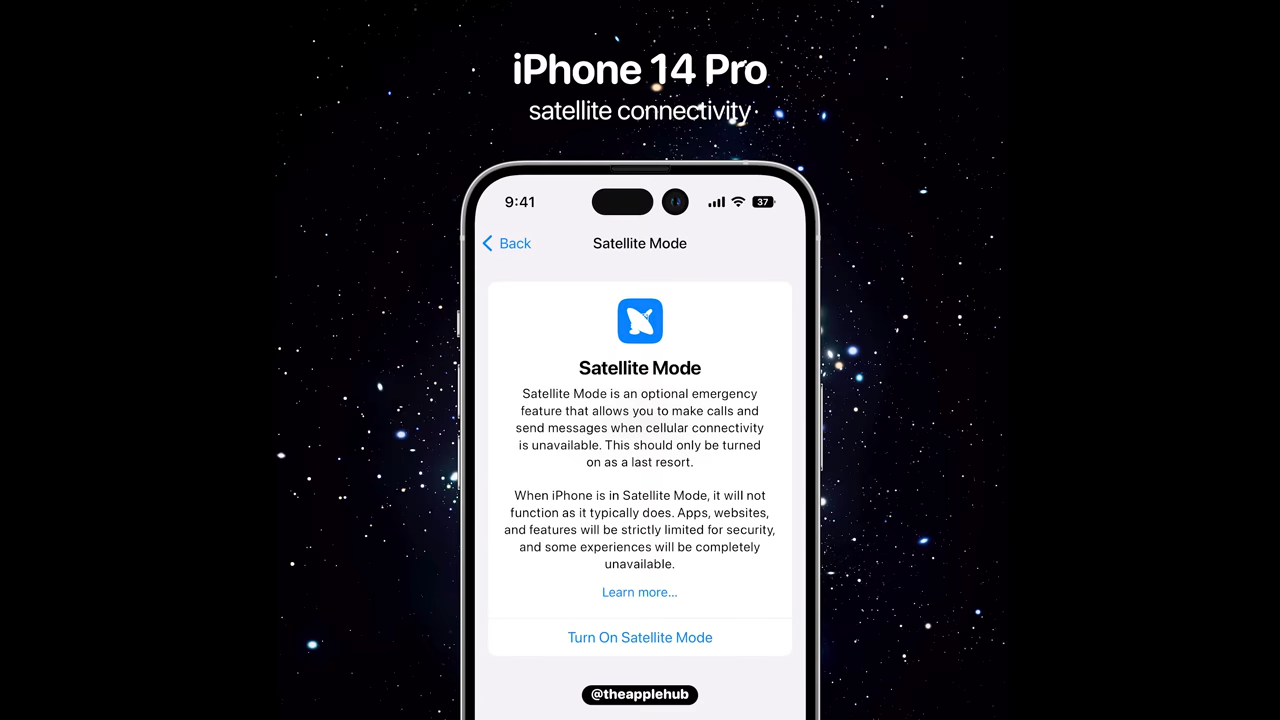 iPhone 14 Pro
satellite connectivity
9:41
37
Back
Satellite Mode
Satellite Mode
Satellite Mode is an optional emergency
feature that allows you to make calls and
send messages when cellular connectivity
is unavailable. This should only be turned
on as a last resort.
When iPhone is in Satellite Mode, it will not
function as it typically does. Apps, websites,
and features will be strictly limited for security,
and some experiences will be completely
unavailable.
Learn more...
Turn On Satellite Mode
@theapplehub